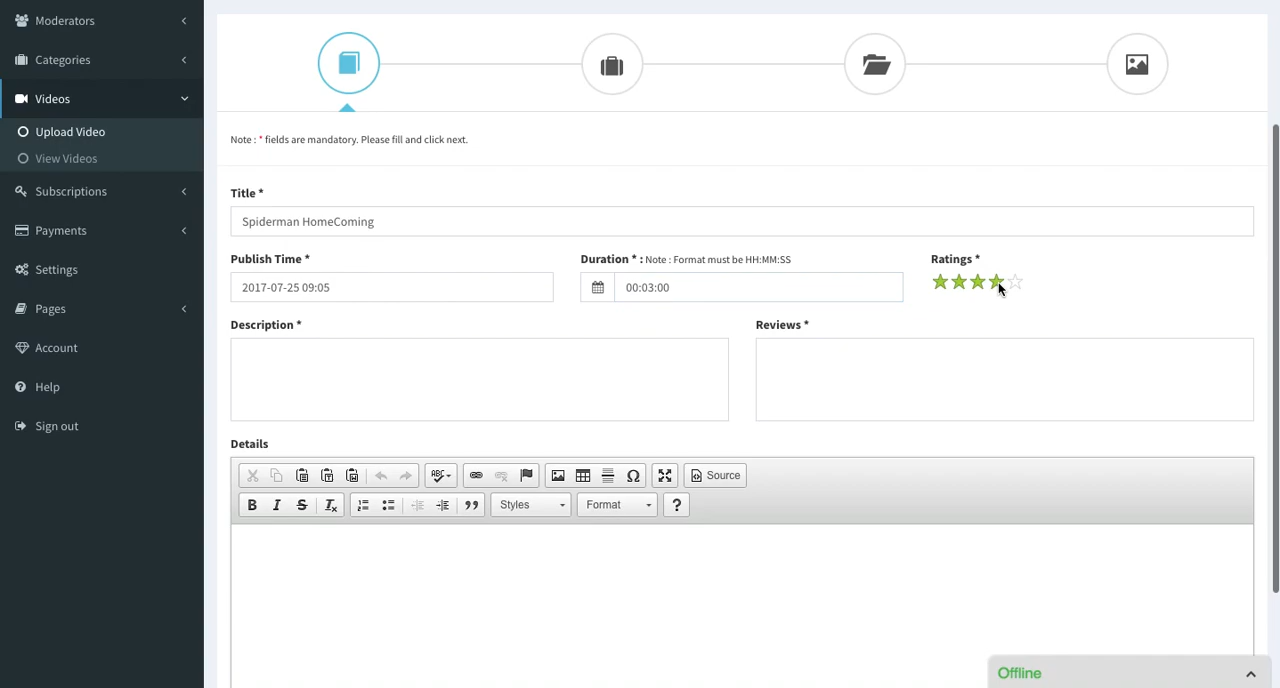 Moderators
Categories
Videos
Upload Video
View Videos
Subscriptions
Payments
Settings
Pages
Account
Help
Sign out
Note : * fields are mandatory. Please fill and click next.
Title *
Spiderman HomeComing
Publish Time * Duration * : Note : Format must be HH:MM:SS Ratings *
2017-07-25 09:05 00:03:00
Description * Reviews *
Details
ABC Source
B I S Tx Styles Format ?
Offline